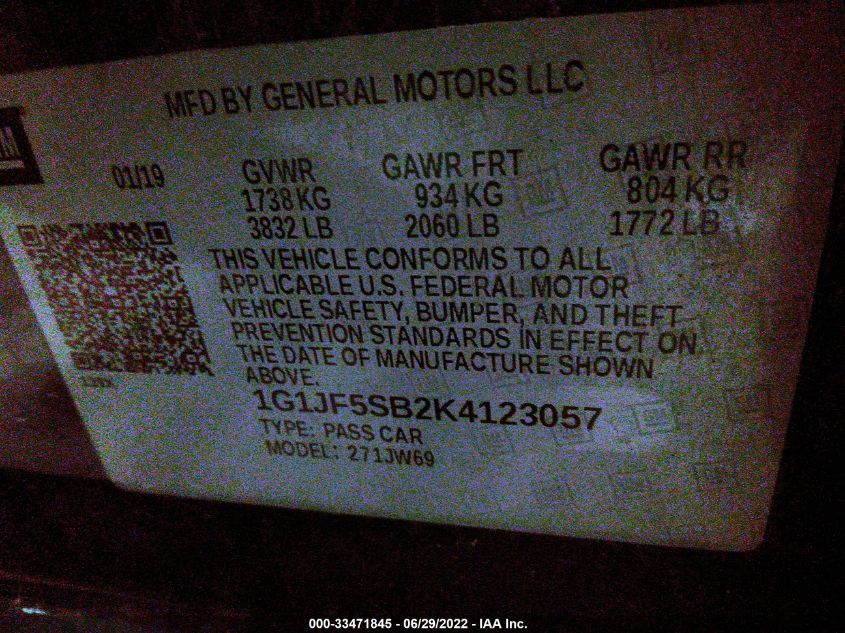 MFD BY GENERAL MOTORS LLC
GM
01/19 GVWR GAWR FRT GAWR RR
1738 KG 934 KG 804 KG
3832 LB 2060 LB 1772 LB
THIS VEHICLE CONFORMS TO ALL
APPLICABLE U.S. FEDERAL MOTOR
VEHICLE SAFETY, BUMPER, AND THEFT
PREVENTION STANDARDS IN EFFECT ON
THE DATE OF MANUFACTURE SHOWN
ABOVE.
1G1JF5SB2K4123057
TYPE: PASS CAR
MODEL: 271JW69
000-33471845 - 06/29/2022 - IAA Inc.